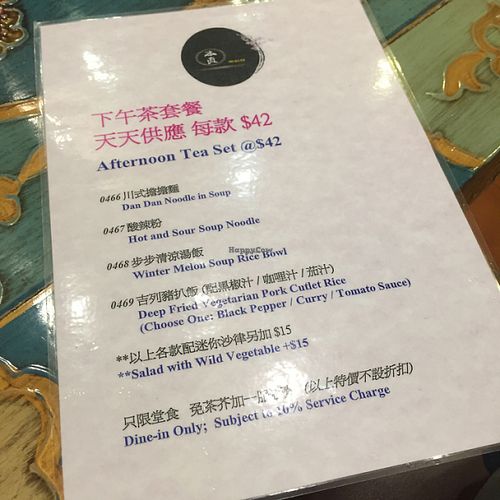 本貞
下午茶套餐
天天供應 每款 $42
Afternoon Tea Set @$42
0466 川式擔擔麵
Dan Dan Noodle in Soup
0467 酸辣粉
Hot and Sour Soup Noodle
0468 步步清涼湯飯
Winter Melon Soup Rice Bowl
0469 吉列豬扒飯 (配黑椒汁 / 咖喱汁 / 茄汁)
Deep Fried Vegetarian Pork Cutlet Rice
(Choose One: Black Pepper / Curry / Tomato Sauce)
**以上各款配迷你沙律另加 $15
**Salad with Wild Vegetable +$15
只限堂食 免茶芥加一 (以上特價不設折扣)
Dine-in Only; Subject to 10% Service Charge
HappyCow